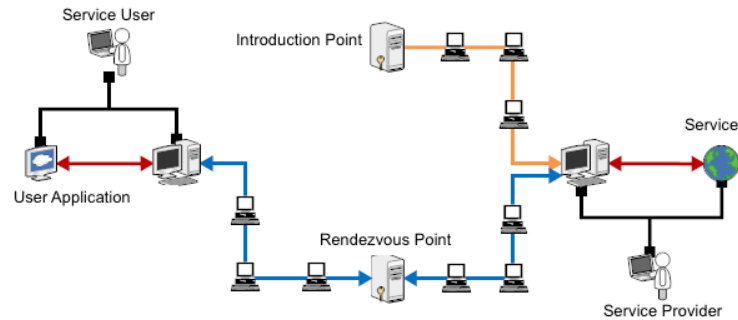 Service User
Introduction Point
Service
User Application
Rendezvous Point
Service Provider